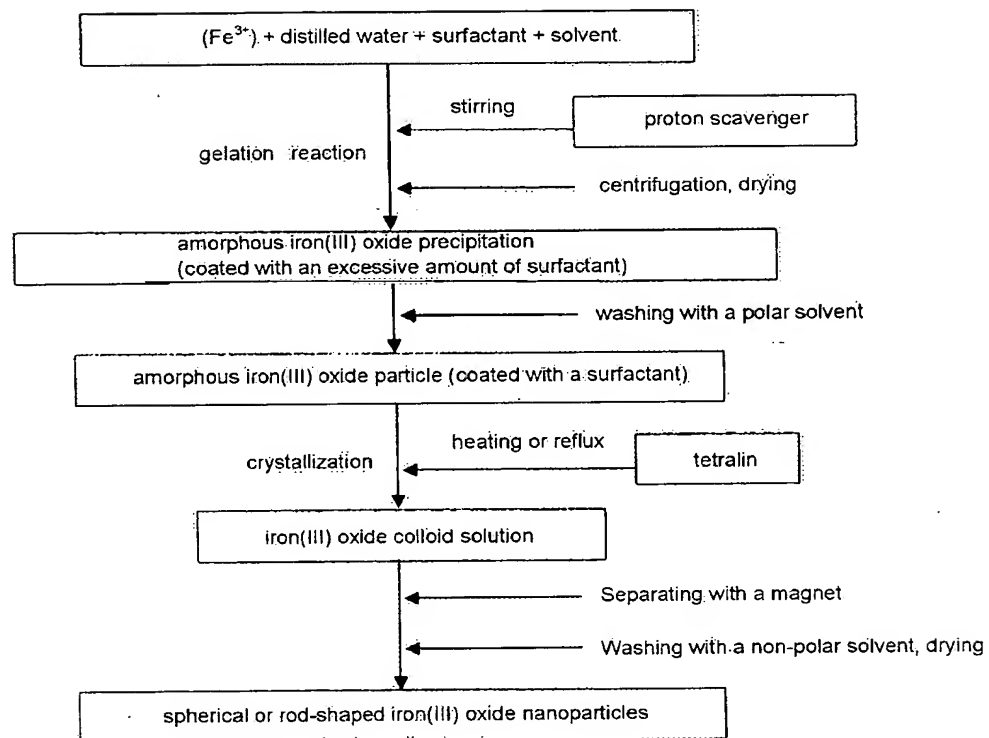 (Fe³⁺) + distilled water + surfactant + solvent
stirring
proton scavenger
gelation reaction
centrifugation, drying
amorphous iron(III) oxide precipitation
(coated with an excessive amount of surfactant)
washing with a polar solvent
amorphous iron(III) oxide particle (coated with a surfactant)
heating or reflux
tetralin
crystallization
iron(III) oxide colloid solution
Separating with a magnet
Washing with a non-polar solvent, drying
spherical or rod-shaped iron(III) oxide nanoparticles